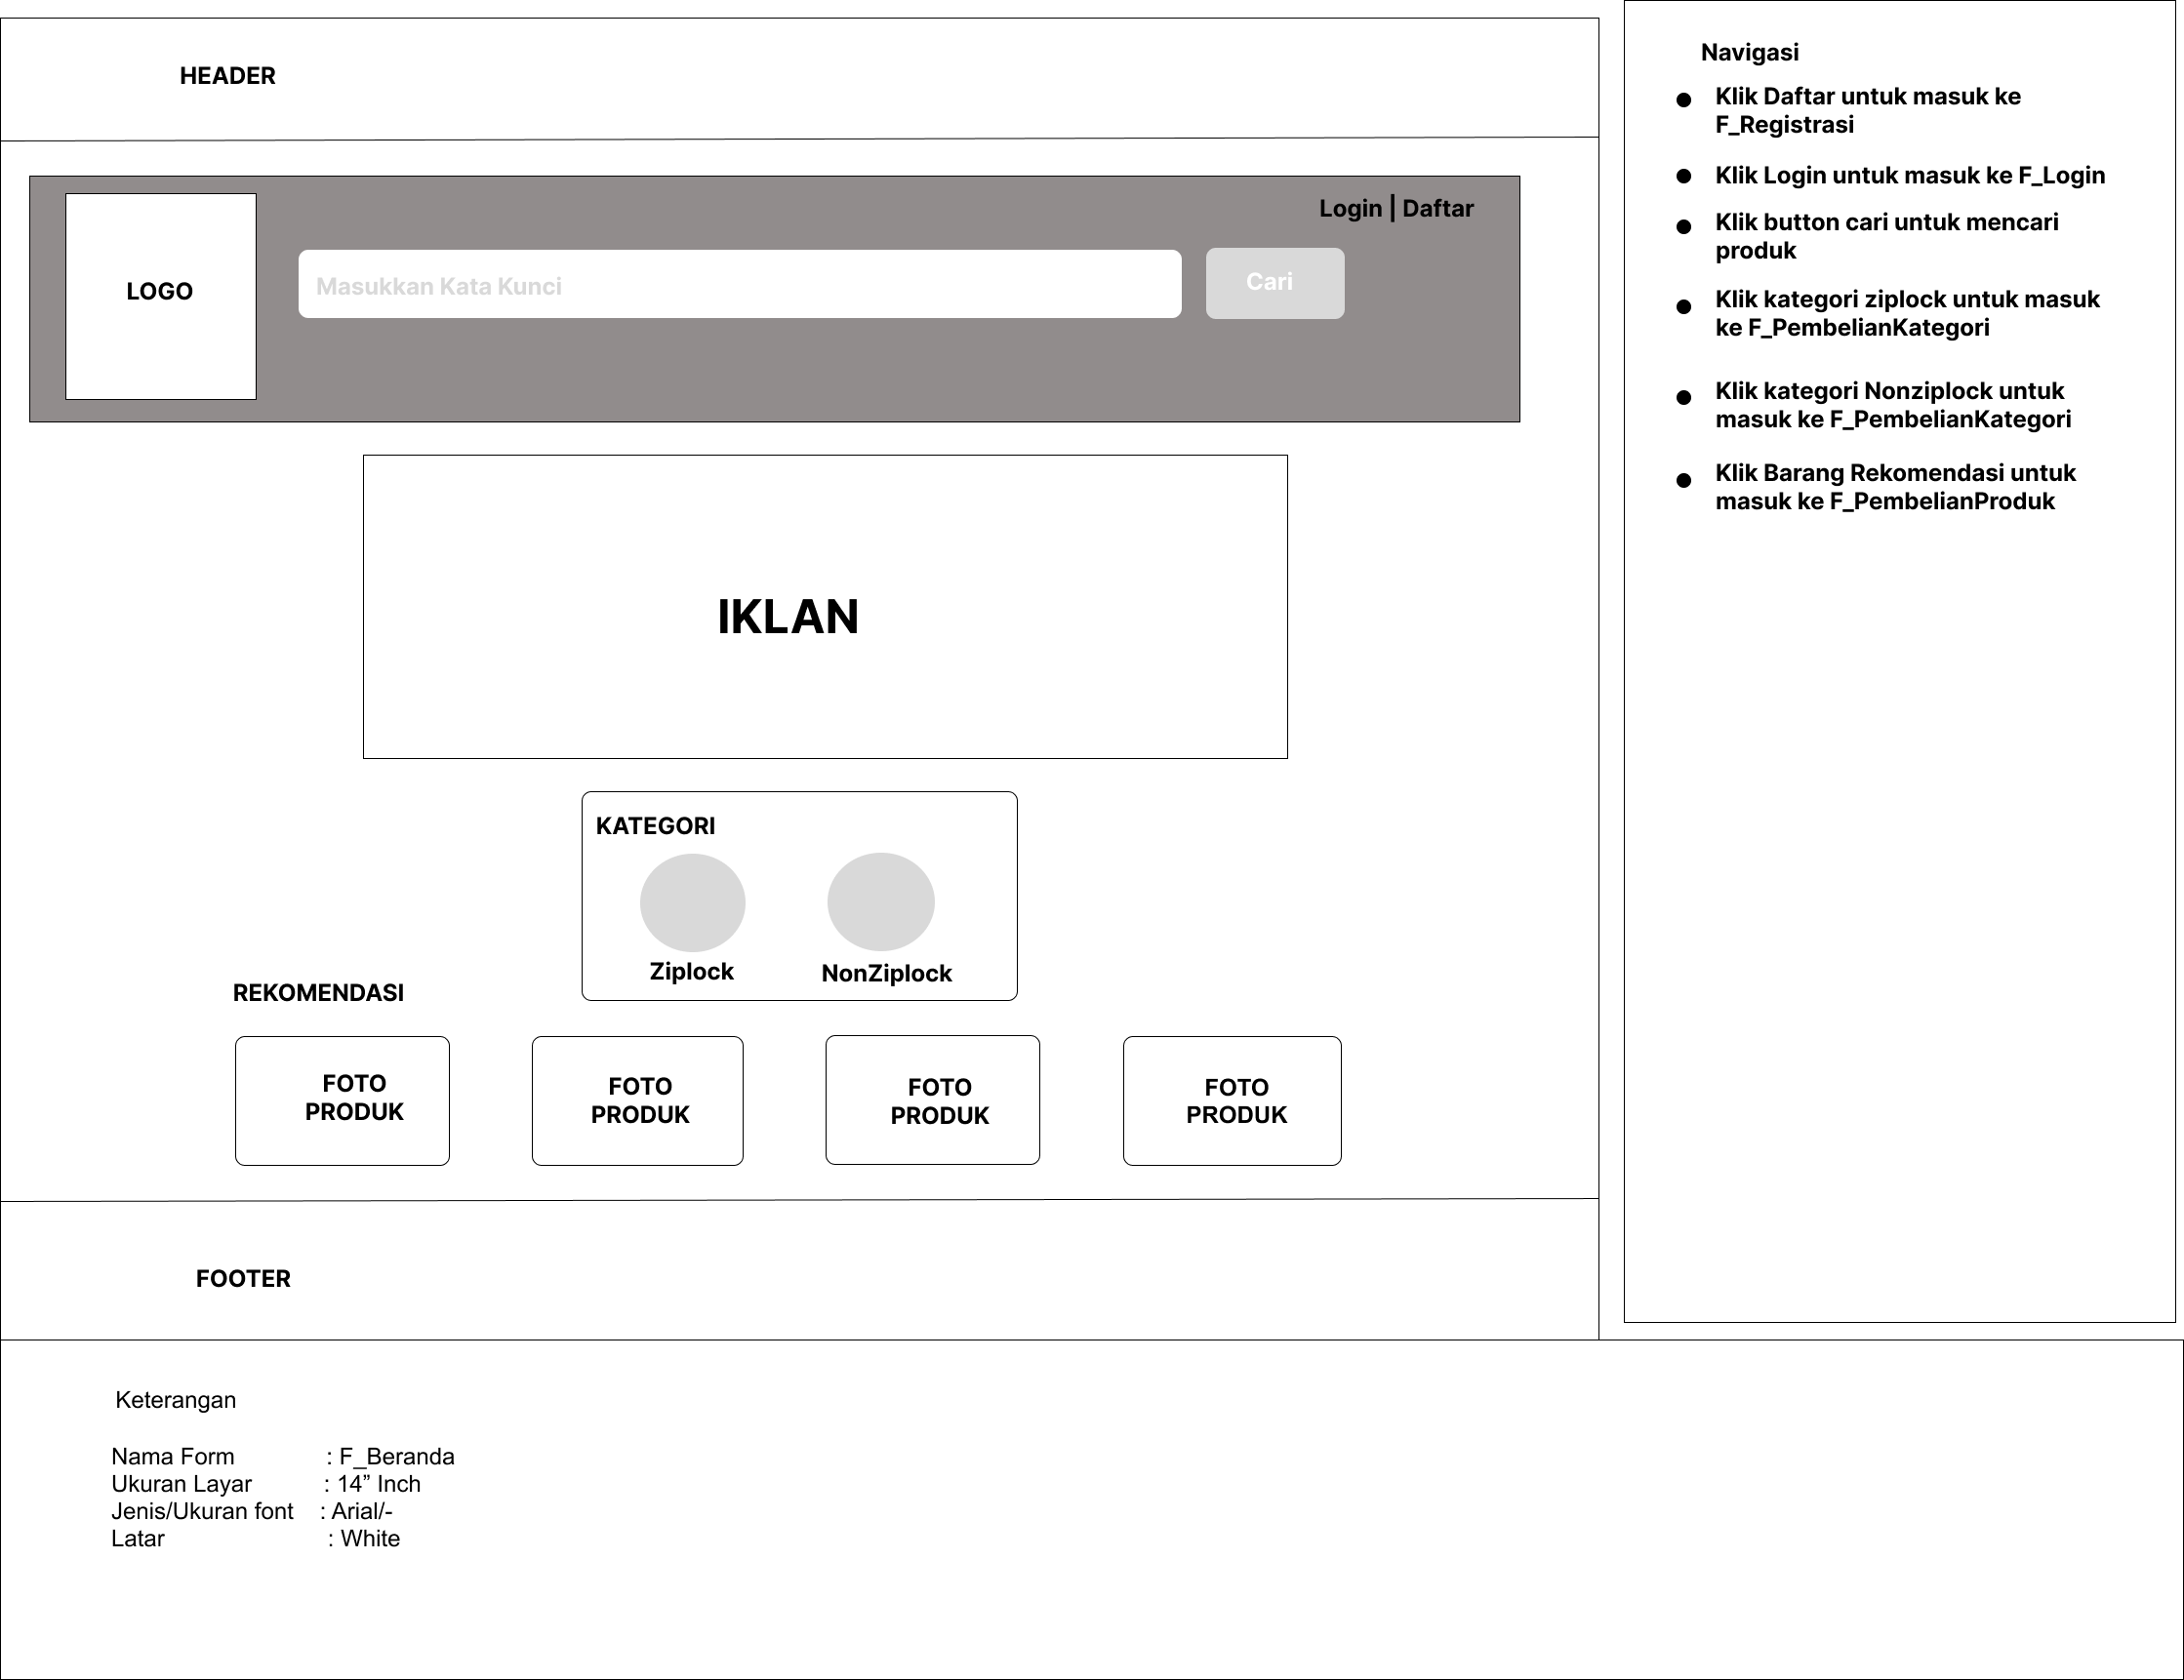 HEADER
Login | Daftar
LOGO
Masukkan Kata Kunci
Cari
IKLAN
KATEGORI
Ziplock
NonZiplock
REKOMENDASI
FOTO
PRODUK
FOTO
PRODUK
FOTO
PRODUK
FOTO
PRODUK
FOOTER
Navigasi
Klik Daftar untuk masuk ke
F_Registrasi
Klik Login untuk masuk ke F_Login
Klik button cari untuk mencari
produk
Klik kategori ziplock untuk masuk
ke F_PembelianKategori
Klik kategori Nonziplock untuk
masuk ke F_PembelianKategori
Klik Barang Rekomendasi untuk
masuk ke F_PembelianProduk
Keterangan
Nama Form : F_Beranda
Ukuran Layar : 14” Inch
Jenis/Ukuran font : Arial/-
Latar : White